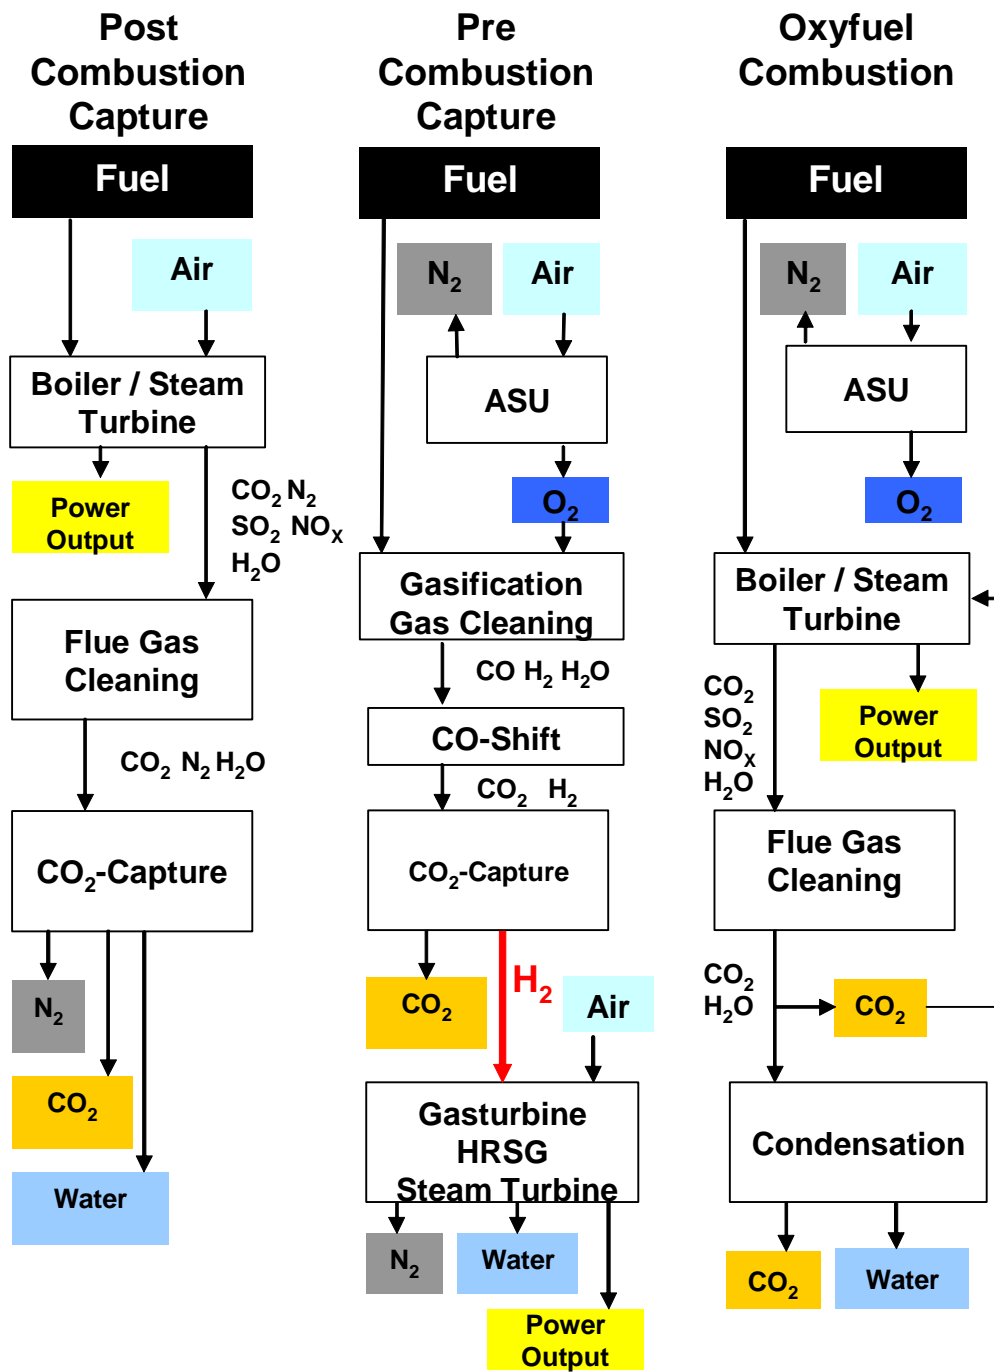 Post
Combustion
Capture
Fuel
Air
Boiler / Steam
Turbine
Power
Output
CO₂ N₂
SO₂ NOₓ
H₂O
Flue Gas
Cleaning
CO₂ N₂ H₂O
CO₂-Capture
N₂
CO₂
Water
Pre
Combustion
Capture
Fuel
N₂
Air
ASU
O₂
Gasification
Gas Cleaning
CO H₂ H₂O
CO-Shift
CO₂ H₂
CO₂-Capture
H₂
CO₂
Air
Gasturbine
HRSG
Steam Turbine
N₂
Water
Power
Output
Oxyfuel
Combustion
Fuel
N₂
Air
ASU
O₂
Boiler / Steam
Turbine
CO₂
SO₂
NOₓ
H₂O
Power
Output
Flue Gas
Cleaning
CO₂
H₂O
CO₂
Condensation
CO₂
Water